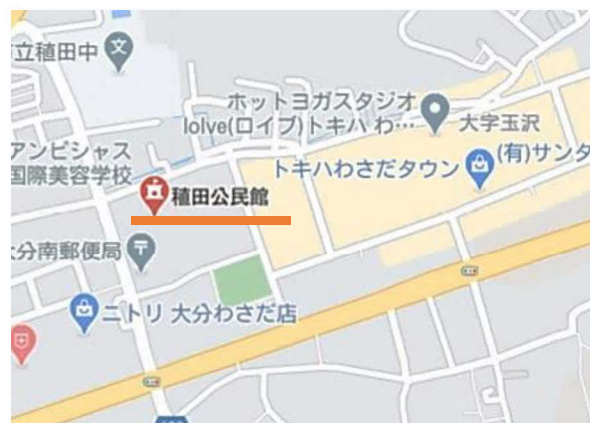 立稙田中
ホットヨガスタジオ
lolve(ロイブ)トキハ わ…
大字玉沢
アンビシャス
国際美容学校
トキハわさだタウン
(有)サンタ
稙田公民館
分南郵便局
ニトリ 大分わさだ店